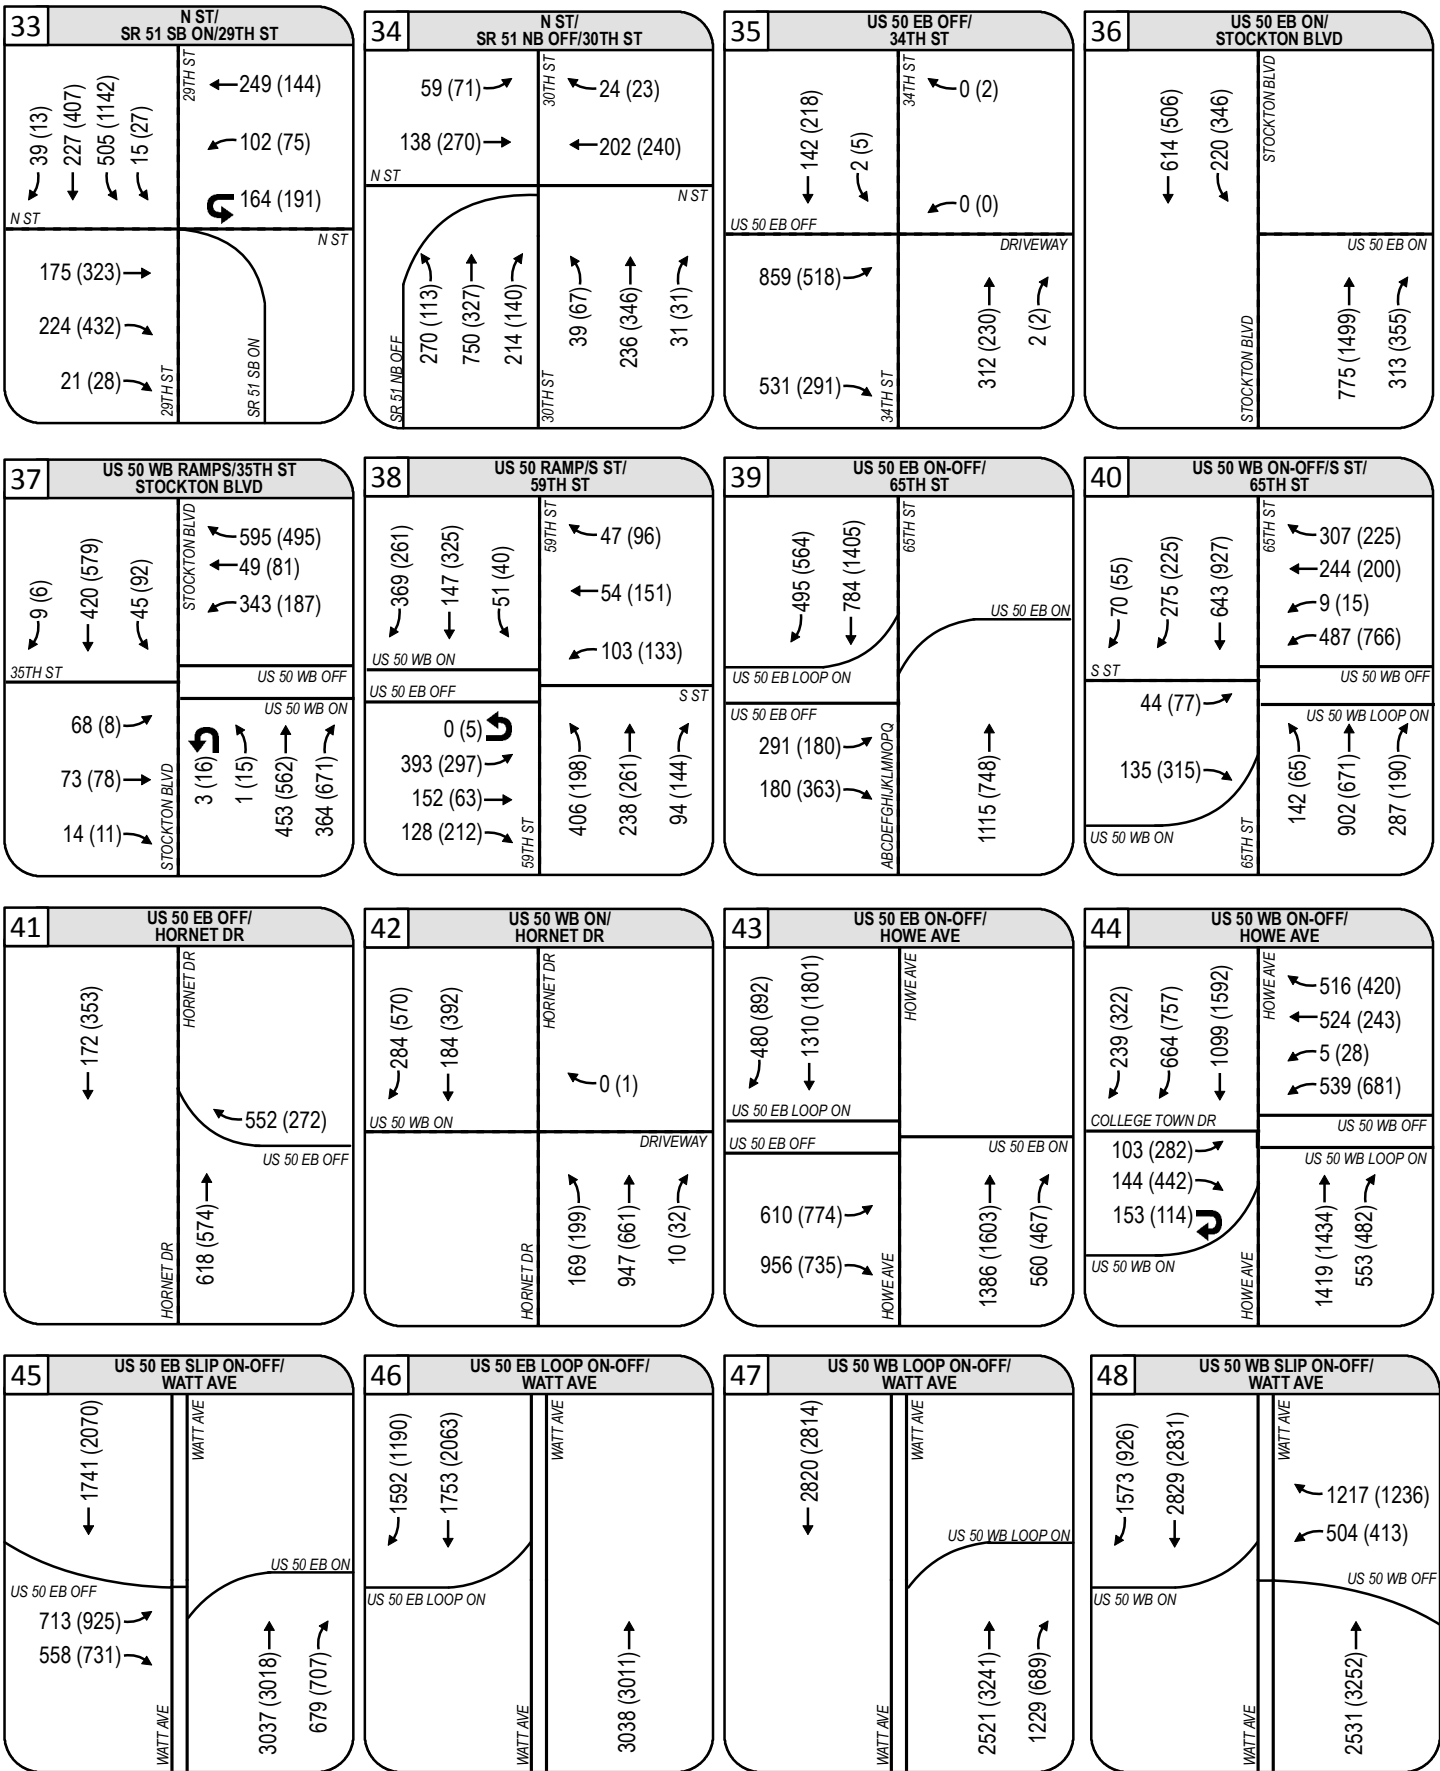 33
N ST/
SR 51 SB ON/29TH ST
39 (13)
227 (407)
505 (1142)
15 (27)
29TH ST
249 (144)
102 (75)
164 (191)
N ST
N ST
175 (323)
224 (432)
21 (28)
29TH ST
SR 51 SB ON
34
N ST/
SR 51 NB OFF/30TH ST
59 (71)
138 (270)
30TH ST
24 (23)
202 (240)
N ST
N ST
SR 51 NB OFF
270 (113)
750 (327)
214 (140)
30TH ST
39 (67)
236 (346)
31 (31)
35
US 50 EB OFF/
34TH ST
142 (218)
2 (5)
34TH ST
0 (2)
0 (0)
US 50 EB OFF
DRIVEWAY
859 (518)
531 (291)
34TH ST
312 (230)
2 (2)
36
US 50 EB ON/
STOCKTON BLVD
614 (506)
220 (346)
STOCKTON BLVD
US 50 EB ON
STOCKTON BLVD
775 (1499)
313 (355)
37
US 50 WB RAMPS/35TH ST
STOCKTON BLVD
9 (6)
420 (579)
45 (92)
STOCKTON BLVD
595 (495)
49 (81)
343 (187)
35TH ST
US 50 WB OFF
US 50 WB ON
68 (8)
73 (78)
14 (11)
STOCKTON BLVD
3 (16)
1 (15)
453 (562)
364 (671)
38
US 50 RAMP/S ST/
59TH ST
369 (261)
147 (325)
51 (40)
59TH ST
47 (96)
54 (151)
103 (133)
US 50 WB ON
US 50 EB OFF
S ST
0 (5)
393 (297)
152 (63)
128 (212)
59TH ST
406 (198)
238 (261)
94 (144)
39
US 50 EB ON-OFF/
65TH ST
495 (564)
784 (1405)
65TH ST
US 50 EB ON
US 50 EB LOOP ON
US 50 EB OFF
291 (180)
180 (363)
ABCDEFGHIJKLMNOPQ
1115 (748)
40
US 50 WB ON-OFF/S ST/
65TH ST
70 (55)
275 (225)
643 (927)
65TH ST
307 (225)
244 (200)
9 (15)
487 (766)
S ST
US 50 WB OFF
US 50 WB LOOP ON
44 (77)
135 (315)
US 50 WB ON
65TH ST
142 (65)
902 (671)
287 (190)
41
US 50 EB OFF/
HORNET DR
172 (353)
HORNET DR
552 (272)
US 50 EB OFF
HORNET DR
618 (574)
42
US 50 WB ON/
HORNET DR
284 (570)
184 (392)
HORNET DR
0 (1)
US 50 WB ON
DRIVEWAY
HORNET DR
169 (199)
947 (661)
10 (32)
43
US 50 EB ON-OFF/
HOWE AVE
480 (892)
1310 (1801)
HOWE AVE
US 50 EB LOOP ON
US 50 EB OFF
US 50 EB ON
610 (774)
956 (735)
HOWE AVE
1386 (1603)
560 (467)
44
US 50 WB ON-OFF/
HOWE AVE
239 (322)
664 (757)
1099 (1592)
HOWE AVE
516 (420)
524 (243)
5 (28)
539 (681)
COLLEGE TOWN DR
US 50 WB OFF
US 50 WB LOOP ON
103 (282)
144 (442)
153 (114)
US 50 WB ON
HOWE AVE
1419 (1434)
553 (482)
45
US 50 EB SLIP ON-OFF/
WATT AVE
1741 (2070)
WATT AVE
US 50 EB ON
US 50 EB OFF
713 (925)
558 (731)
WATT AVE
3037 (3018)
679 (707)
46
US 50 EB LOOP ON-OFF/
WATT AVE
1592 (1190)
1753 (2063)
WATT AVE
US 50 EB LOOP ON
WATT AVE
3038 (3011)
47
US 50 WB LOOP ON-OFF/
WATT AVE
2820 (2814)
WATT AVE
US 50 WB LOOP ON
WATT AVE
2521 (3241)
1229 (689)
48
US 50 WB SLIP ON-OFF/
WATT AVE
1573 (926)
2829 (2831)
WATT AVE
1217 (1236)
504 (413)
US 50 WB OFF
US 50 WB ON
WATT AVE
2531 (3252)